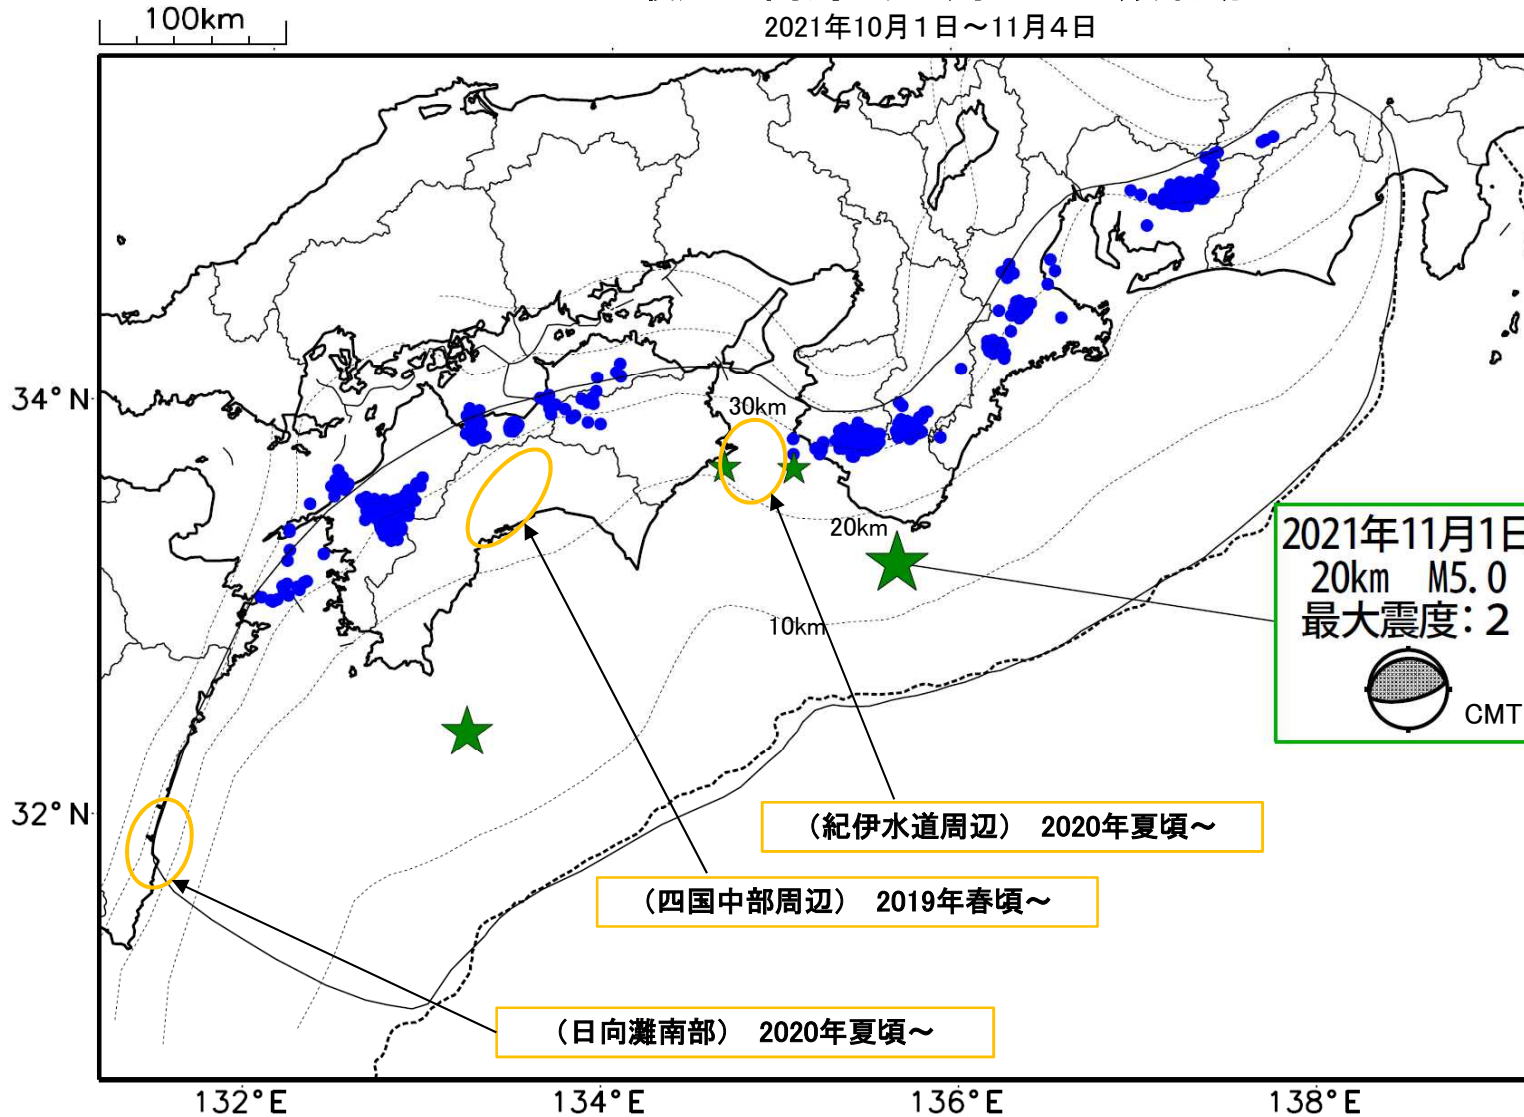 2021年10月1日～11月4日
100km
34°N
32°N
132°E
134°E
136°E
138°E
30km
20km
10km
2021年11月1日
20km M5.0
最大震度：2
CMT
（紀伊水道周辺） 2020年夏頃～
（四国中部周辺） 2019年春頃～
（日向灘南部） 2020年夏頃～